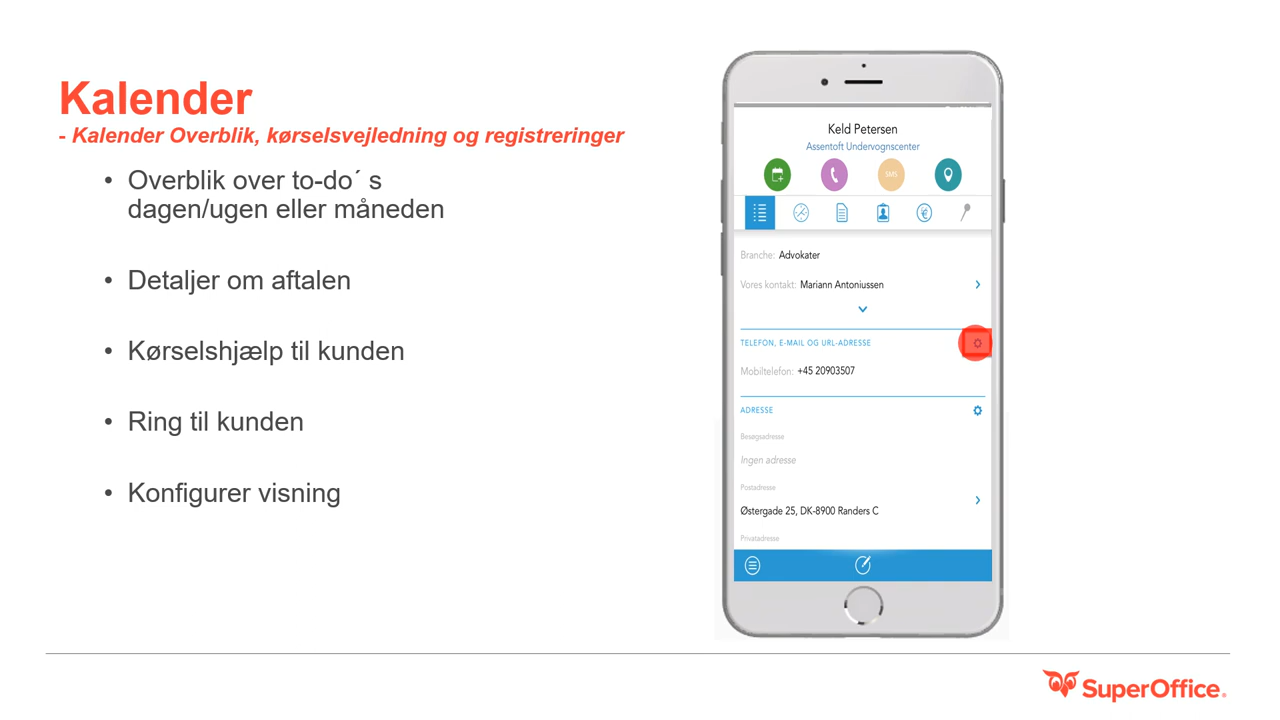 Kalender
- Kalender Overblik, kørselsvejledning og registreringer
• Overblik over to-do´ s
dagen/ugen eller måneden
• Detaljer om aftalen
• Kørselshjælp til kunden
• Ring til kunden
• Konfigurer visning
Keld Petersen
Assentoft Undervognscenter
SMS
Branche: Advokater
Vores kontakt: Mariann Antoniussen
TELEFON, E-MAIL OG URL-ADRESSE
Mobiltelefon: +45 20903507
ADRESSE
Besøgsadresse
Ingen adresse
Postadresse
Østergade 25, DK-8900 Randers C
Privatadresse
SuperOffice.